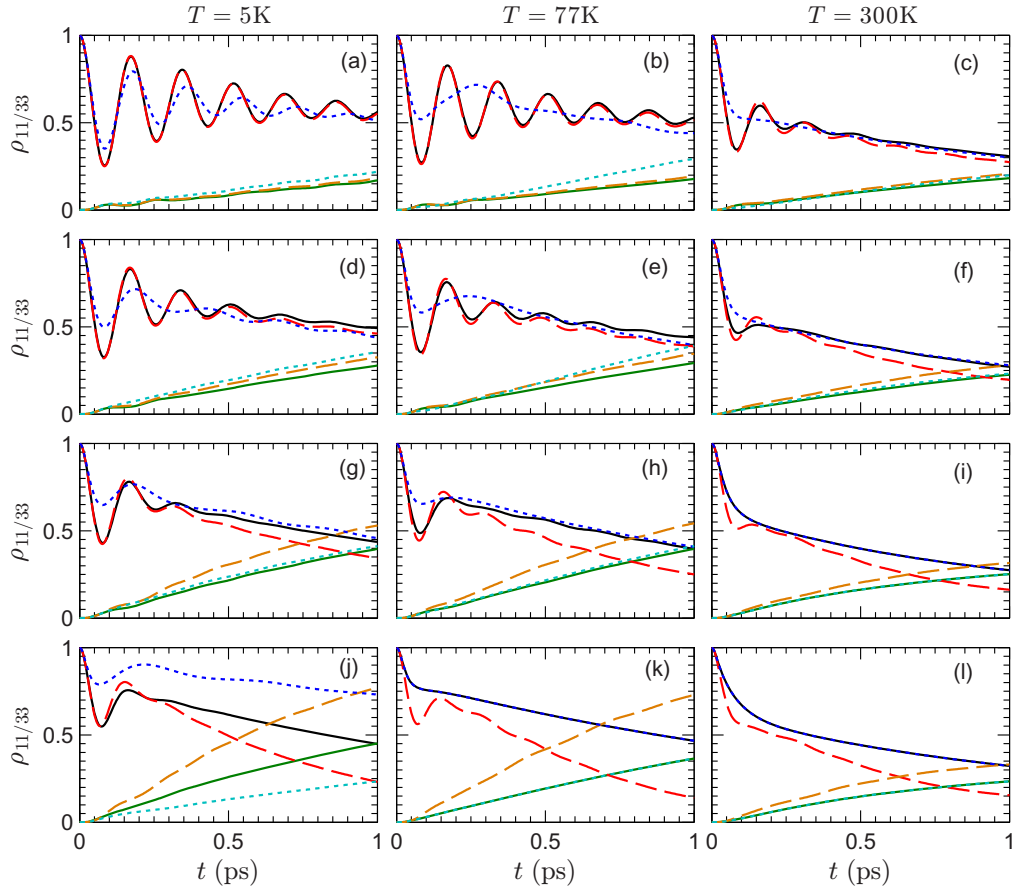 T = 5K T = 77K T = 300K
1 (a) (b) (c)
ρ11/33 0.5
0
1 (d) (e) (f)
ρ11/33 0.5
0
1 (g) (h) (i)
ρ11/33 0.5
0
1 (j) (k) (l)
ρ11/33 0.5
0
0 0.5 1 0 0.5 1 0 0.5 1
t (ps) t (ps) t (ps)